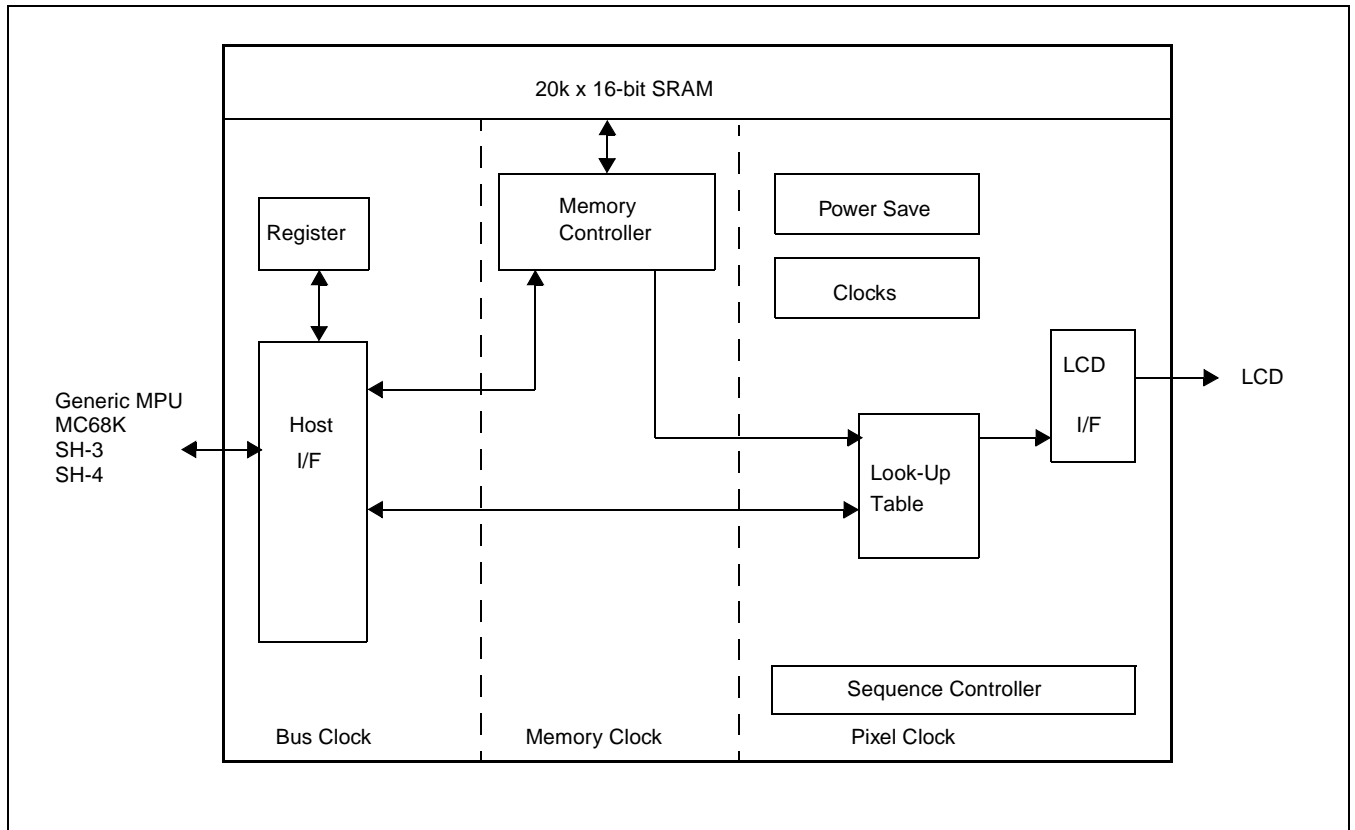 20k x 16-bit SRAM
Register
Memory
Controller
Power Save
Clocks
Generic MPU
MC68K
SH-3
SH-4
Host
I/F
LCD
I/F
LCD
Look-Up
Table
Sequence Controller
Bus Clock
Memory Clock
Pixel Clock